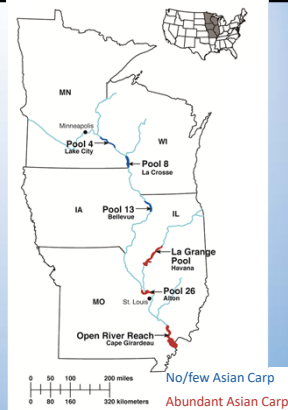 MN
Minneapolis
Pool 4
Lake City
WI
Pool 8
La Crosse
IA
Pool 13
Bellevue
IL
La Grange
Pool
Havana
Pool 26
Alton
MO
St. Louis
Open River Reach
Cape Girardeau
0 50 100 200 miles
0 80 160 320 kilometers
No/few Asian Carp
Abundant Asian Carp